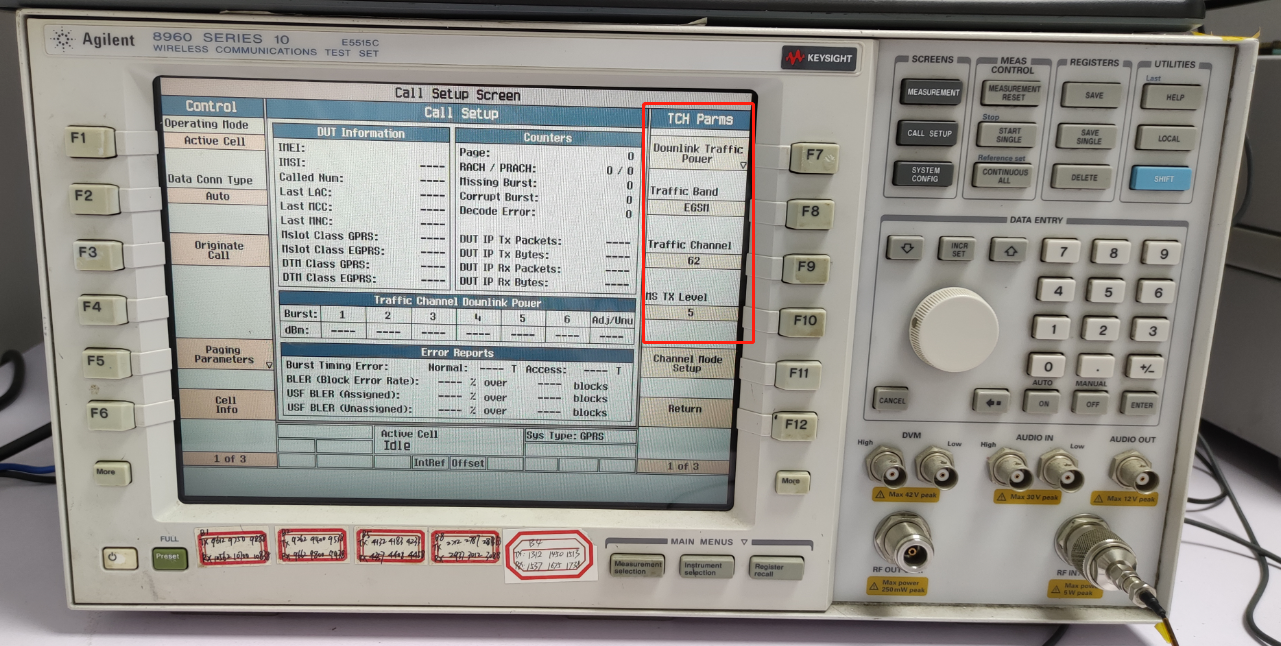 Agilent
8960 SERIES 10
E5515C
WIRELESS COMMUNICATIONS TEST SET
KEYSIGHT
Call Setup Screen
Control
Operating Mode
Active Cell
Data Conn Type
Auto
Originate
Call
Paging
Parameters
Cell
Info
1 of 3
Call Setup
DUT Information
IMEI:
IMSI: ----
Called Num: ----
Last LAC: ----
Last MCC: ----
Last MNC: ----
Mslot Class GPRS: ----
Mslot Class EGPRS: ----
DTM Class GPRS: ----
DTM Class EGPRS: ----
Counters
Page: 0
RACH / PRACH: 0 / 0
Missing Burst: 0
Corrupt Burst: 0
Decode Error: 0
DUT IP Tx Packets: ----
DUT IP Tx Bytes: ----
DUT IP Rx Packets: ----
DUT IP Rx Bytes: ----
Traffic Channel Downlink Power
Burst: 1 2 3 4 5 6 Adj/Unu
dBm: ---- ---- ---- ---- ---- ---- ----
Error Reports
Burst Timing Error: Normal: ---- T Access: ---- T
BLER (Block Error Rate): ---- % over ---- blocks
USF BLER (Assigned): ---- % over ---- blocks
USF BLER (Unassigned): ---- % over ---- blocks
Active Cell
Idle
Sys Type: GPRS
IntRef Offset
TCH Parms
Downlink Traffic
Power
Traffic Band
EGSM
Traffic Channel
62
MS TX Level
5
Channel Mode
Setup
Return
1 of 3
F1
F2
F3
F4
F5
F6
More
F7
F8
F9
F10
F11
F12
More
FULL
Preset
B4
1312 1450 1513
1537 1675 1738
MAIN MENUS
Measurement
selection
Instrument
selection
Register
recall
SCREENS
MEASUREMENT
CALL SETUP
SYSTEM
CONFIG
MEAS
CONTROL
MEASUREMENT
RESET
Stop
START
SINGLE
Reference set
CONTINUOUS
ALL
REGISTERS
SAVE
SAVE
SINGLE
DELETE
UTILITIES
Last
HELP
LOCAL
SHIFT
DATA ENTRY
INCR
SET
7 8 9
4 5 6
1 2 3
0 . +/-
AUTO MANUAL
CANCEL
ON OFF ENTER
DVM
High Low
Max 42 V peak
AUDIO IN
High Low
Max 30 V peak
AUDIO OUT
Max 12 V peak
RF OUT
Max power
250 mW peak
RF IN
Max power
5 W peak